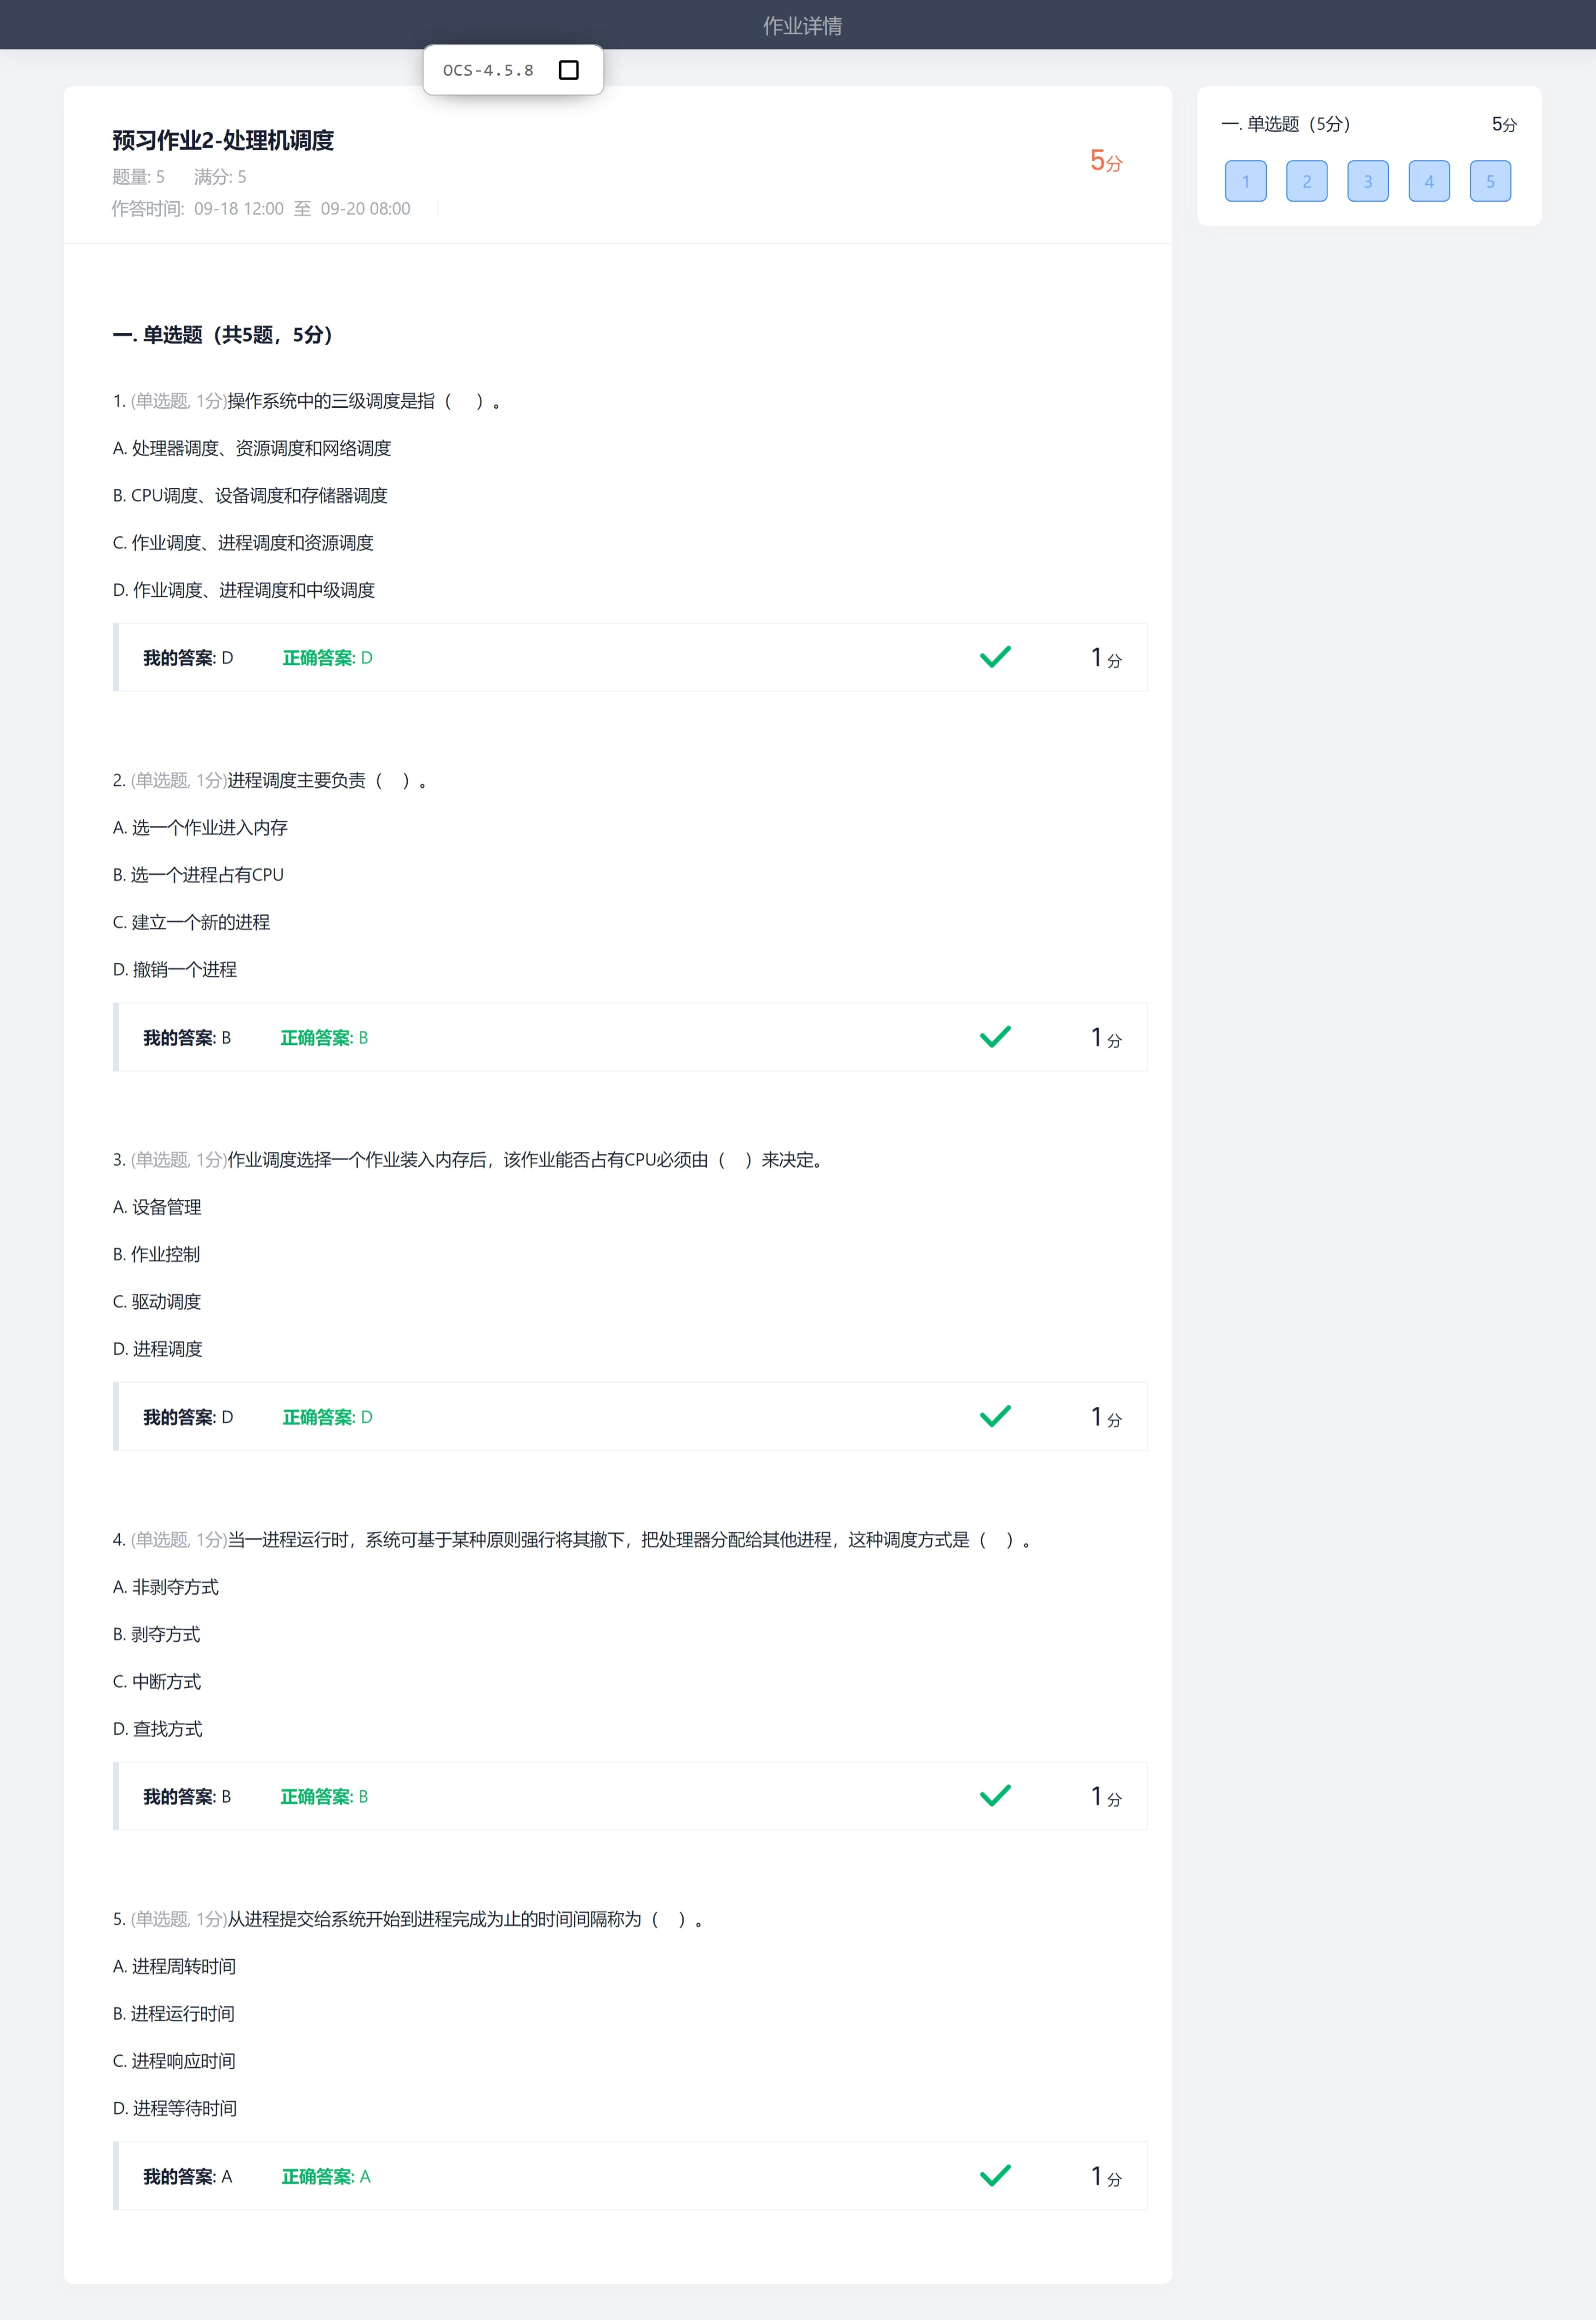 作业详情
OCS-4.5.8
预习作业2-处理机调度
题量: 5 满分: 5
作答时间: 09-18 12:00 至 09-20 08:00
5分
一. 单选题（5分） 5分
1 2 3 4 5
一. 单选题（共5题，5分）
1. (单选题, 1分)操作系统中的三级调度是指（ ）。
A. 处理器调度、资源调度和网络调度
B. CPU调度、设备调度和存储器调度
C. 作业调度、进程调度和资源调度
D. 作业调度、进程调度和中级调度
我的答案: D 正确答案: D 1分
2. (单选题, 1分)进程调度主要负责（ ）。
A. 选一个作业进入内存
B. 选一个进程占有CPU
C. 建立一个新的进程
D. 撤销一个进程
我的答案: B 正确答案: B 1分
3. (单选题, 1分)作业调度选择一个作业装入内存后，该作业能否占有CPU必须由（ ）来决定。
A. 设备管理
B. 作业控制
C. 驱动调度
D. 进程调度
我的答案: D 正确答案: D 1分
4. (单选题, 1分)当一进程运行时，系统可基于某种原则强行将其撤下，把处理器分配给其他进程，这种调度方式是（ ）。
A. 非剥夺方式
B. 剥夺方式
C. 中断方式
D. 查找方式
我的答案: B 正确答案: B 1分
5. (单选题, 1分)从进程提交给系统开始到进程完成为止的时间间隔称为（ ）。
A. 进程周转时间
B. 进程运行时间
C. 进程响应时间
D. 进程等待时间
我的答案: A 正确答案: A 1分